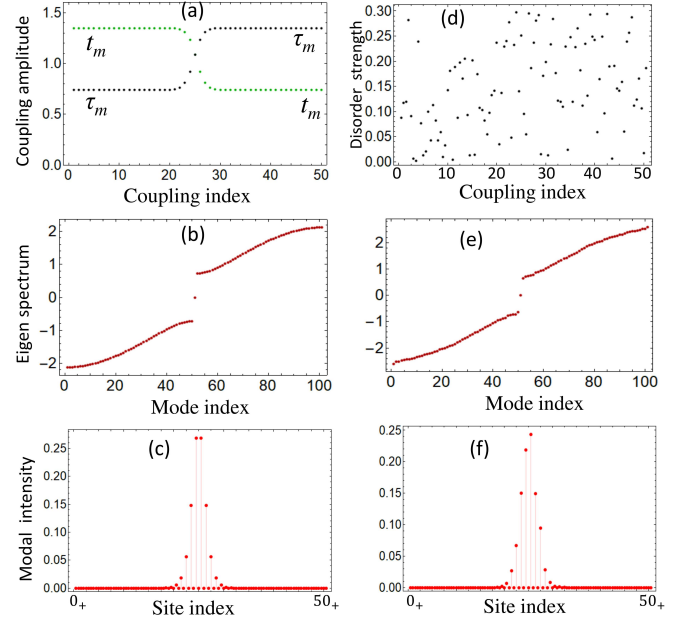 (a)
Coupling amplitude
1.5
1.0
0.5
0.0
t_m
τ_m
τ_m
t_m
0 10 20 30 40 50
Coupling index
(d)
Disorder strength
0.30
0.25
0.20
0.15
0.10
0.05
0.00
0 10 20 30 40 50
Coupling index
(b)
Eigen spectrum
2
1
0
−1
−2
0 20 40 60 80 100
Mode index
(e)
2
1
0
−1
−2
0 20 40 60 80 100
Mode index
(c)
Modal intensity
0.25
0.20
0.15
0.10
0.05
0.00
0+ Site index 50+
(f)
0.25
0.20
0.15
0.10
0.05
0.00
0+ Site index 50+